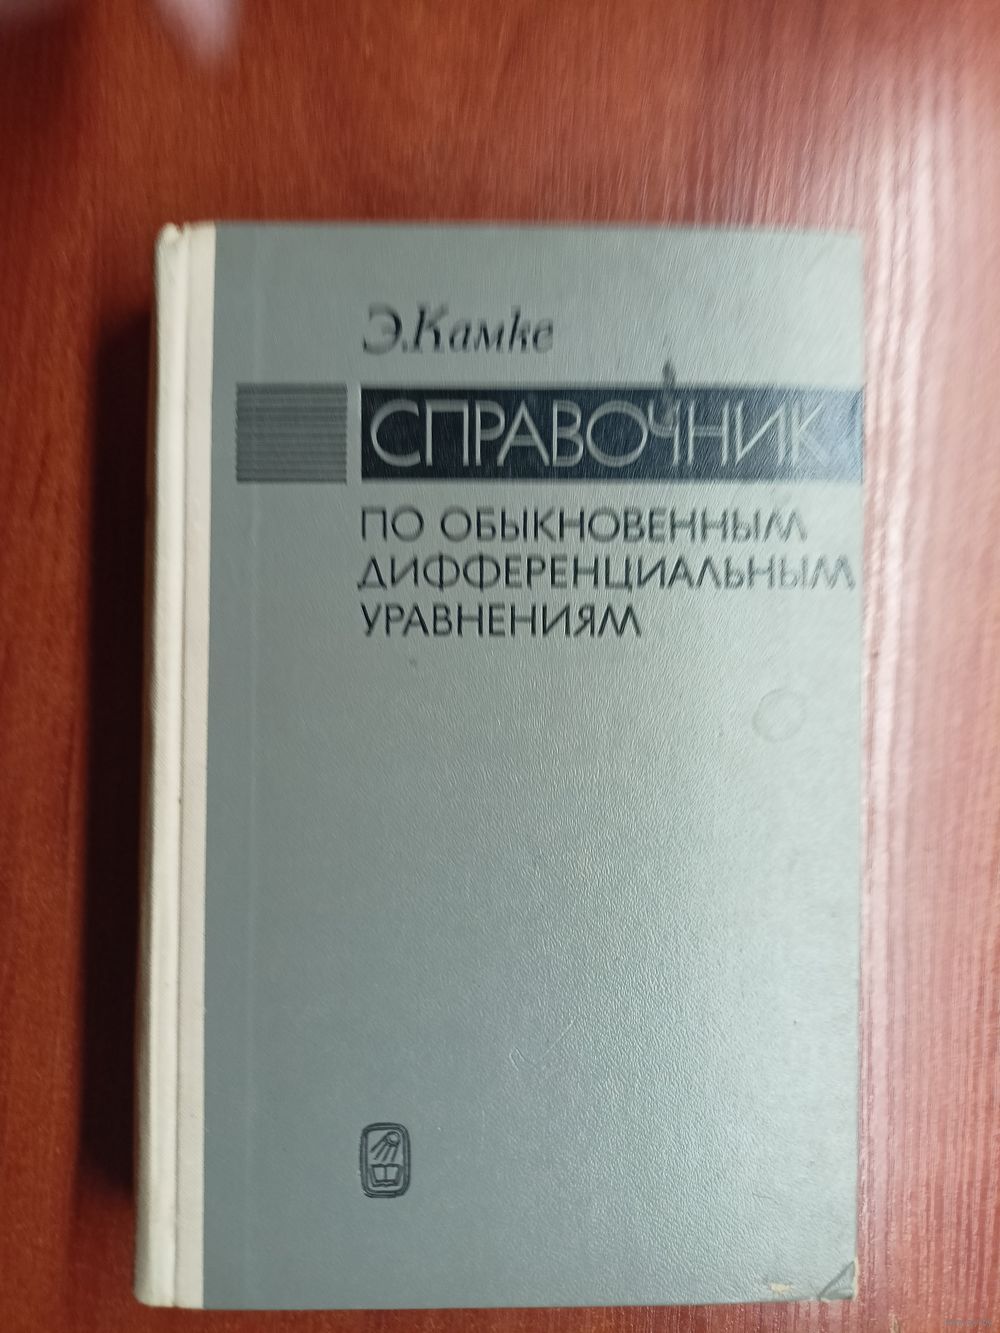 Э.Камке
СПРАВОЧНИК
ПО ОБЫКНОВЕННЫМ
ДИФФЕРЕНЦИАЛЬНЫМ
УРАВНЕНИЯМ